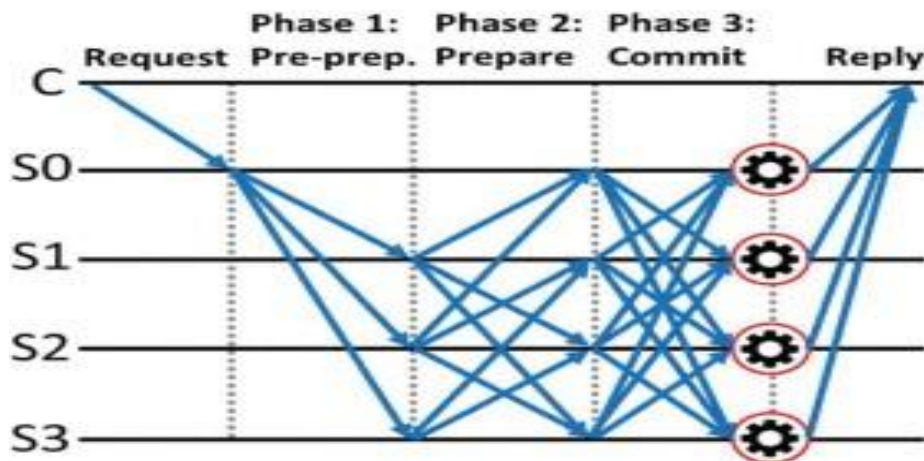 Phase 1: Phase 2: Phase 3:
Request Pre-prep. Prepare Commit Reply
C
S0
S1
S2
S3